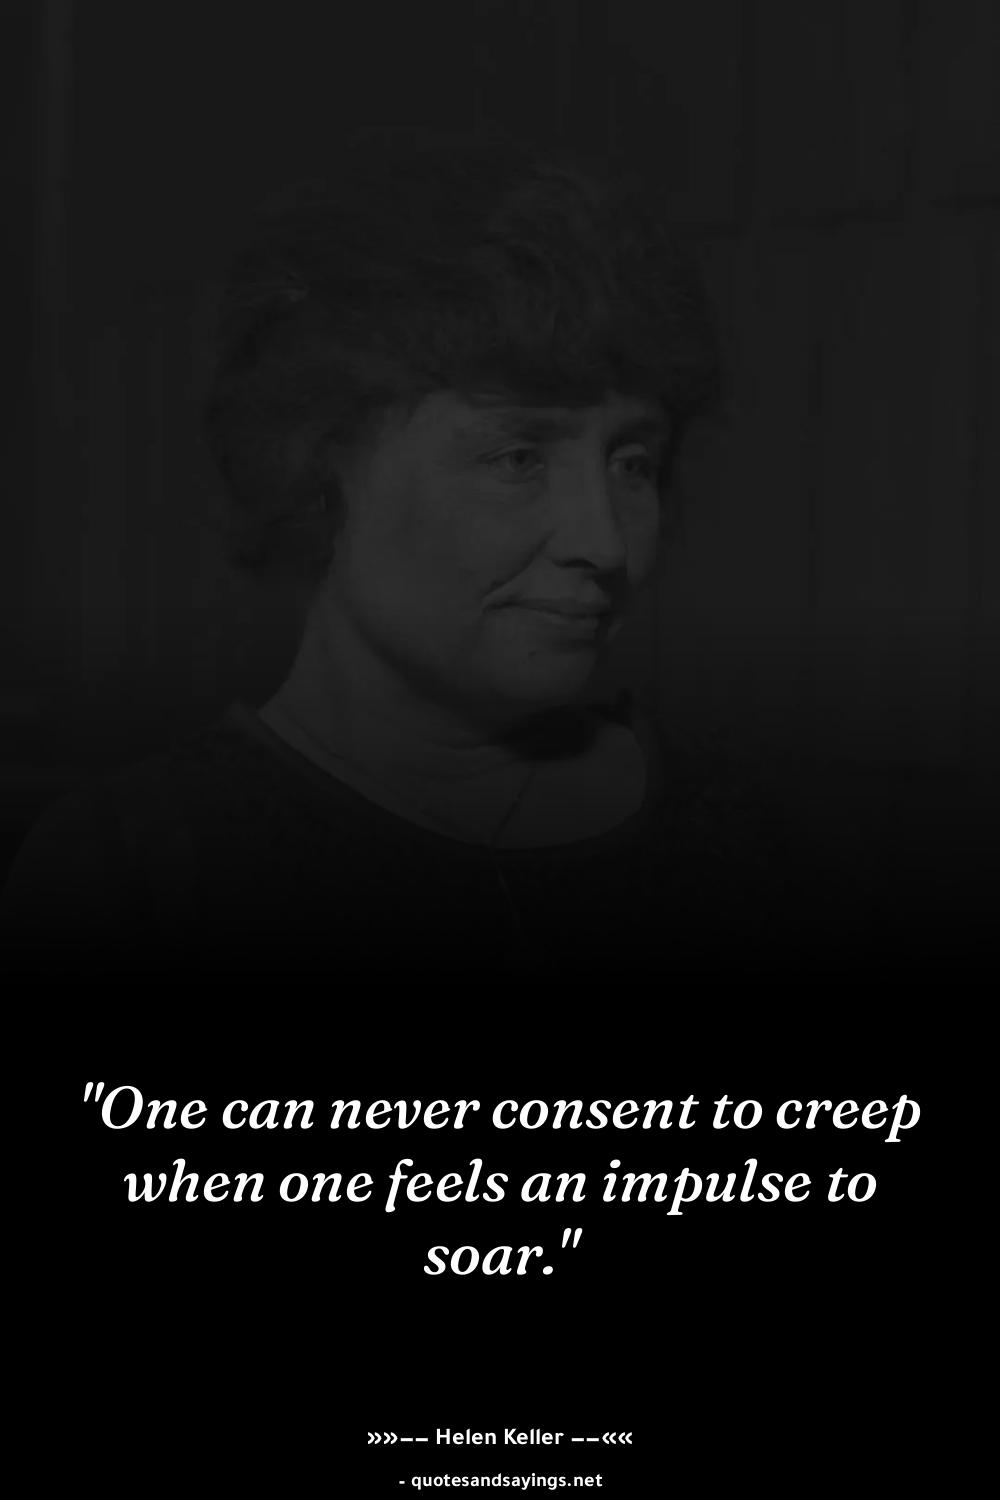 "One can never consent to creep
when one feels an impulse to
soar."
»»–– Helen Keller ––««
- quotesandsayings.net